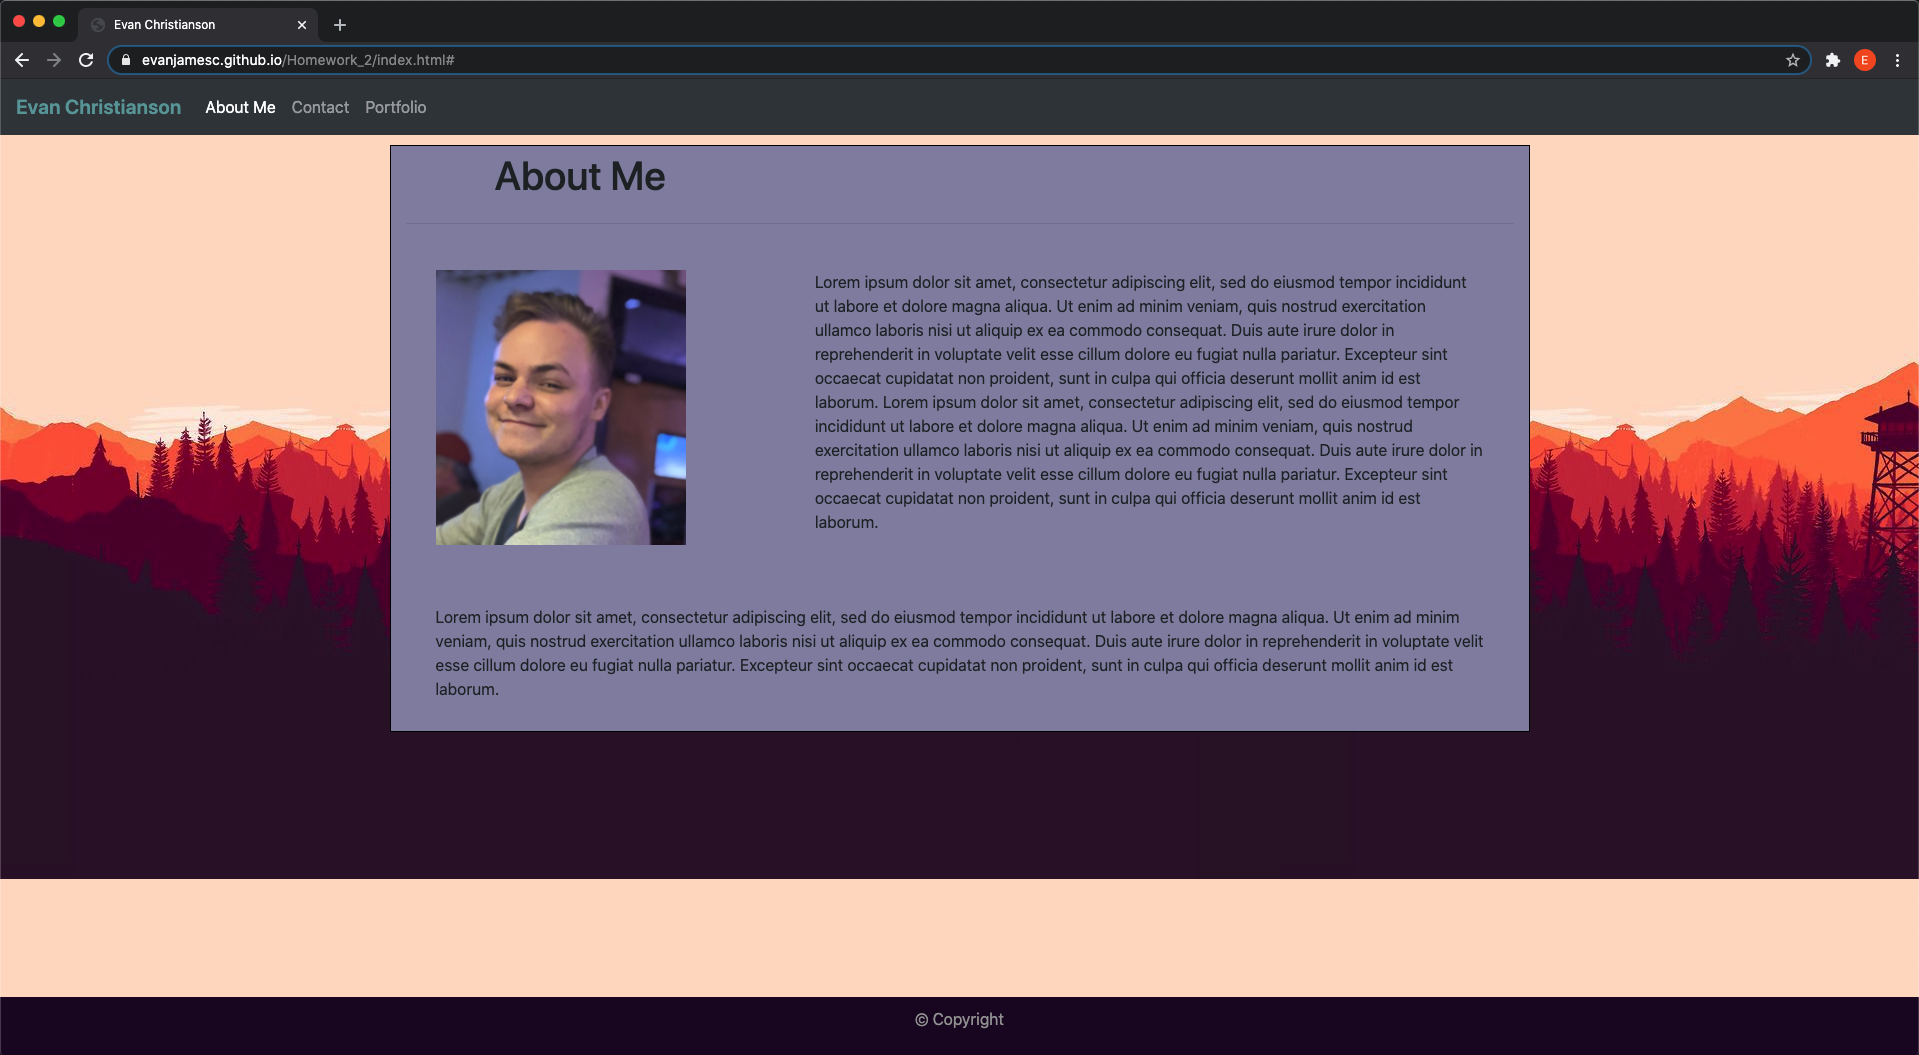 Evan Christianson
evanjamesc.github.io/Homework_2/index.html#
E
Evan Christianson About Me Contact Portfolio
About Me
Lorem ipsum dolor sit amet, consectetur adipiscing elit, sed do eiusmod tempor incididunt
ut labore et dolore magna aliqua. Ut enim ad minim veniam, quis nostrud exercitation
ullamco laboris nisi ut aliquip ex ea commodo consequat. Duis aute irure dolor in
reprehenderit in voluptate velit esse cillum dolore eu fugiat nulla pariatur. Excepteur sint
occaecat cupidatat non proident, sunt in culpa qui officia deserunt mollit anim id est
laborum. Lorem ipsum dolor sit amet, consectetur adipiscing elit, sed do eiusmod tempor
incididunt ut labore et dolore magna aliqua. Ut enim ad minim veniam, quis nostrud
exercitation ullamco laboris nisi ut aliquip ex ea commodo consequat. Duis aute irure dolor in
reprehenderit in voluptate velit esse cillum dolore eu fugiat nulla pariatur. Excepteur sint
occaecat cupidatat non proident, sunt in culpa qui officia deserunt mollit anim id est
laborum.
Lorem ipsum dolor sit amet, consectetur adipiscing elit, sed do eiusmod tempor incididunt ut labore et dolore magna aliqua. Ut enim ad minim
veniam, quis nostrud exercitation ullamco laboris nisi ut aliquip ex ea commodo consequat. Duis aute irure dolor in reprehenderit in voluptate velit
esse cillum dolore eu fugiat nulla pariatur. Excepteur sint occaecat cupidatat non proident, sunt in culpa qui officia deserunt mollit anim id est
laborum.
© Copyright